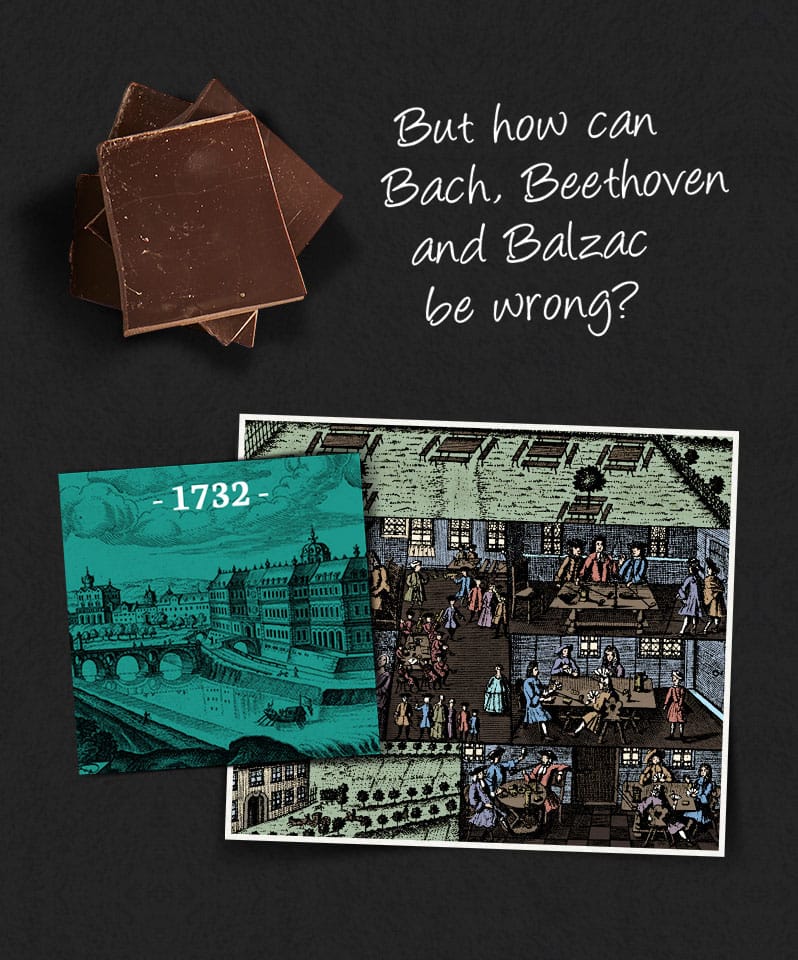 But how can
Bach, Beethoven
and Balzac
be wrong?
- 1732 -